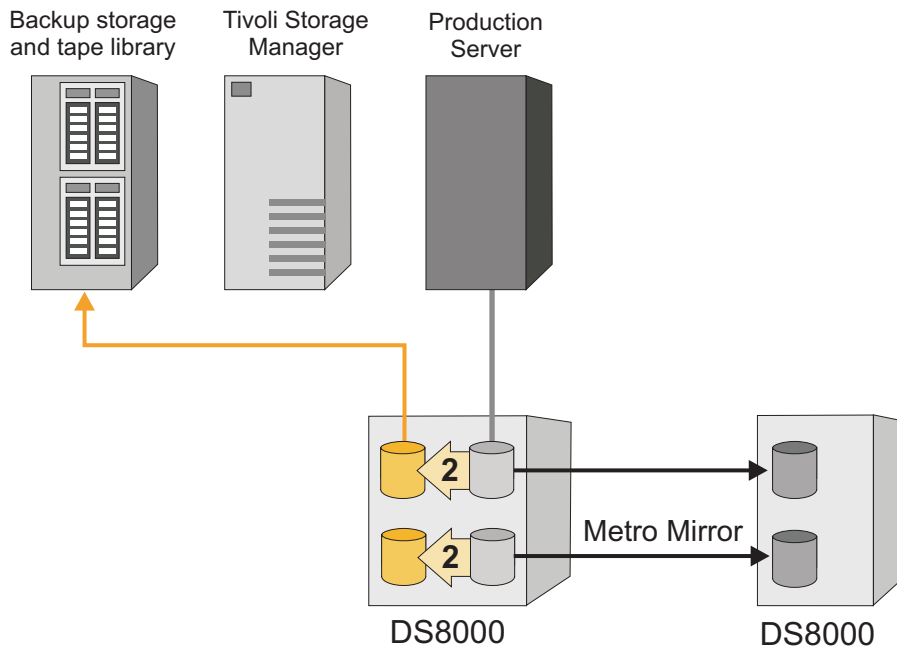 Backup storage
and tape library
Tivoli Storage
Manager
Production
Server
2
2
Metro Mirror
DS8000
DS8000